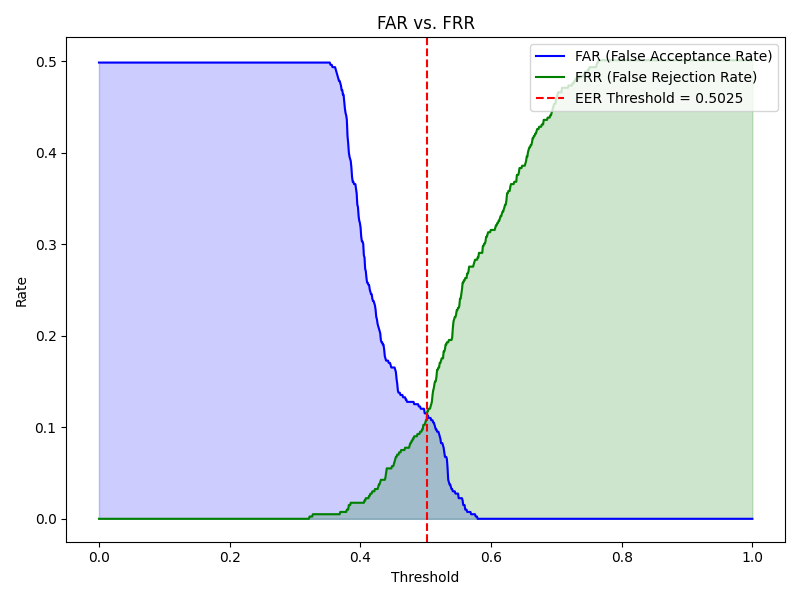 FAR vs. FRR
FAR (False Acceptance Rate)
FRR (False Rejection Rate)
EER Threshold = 0.5025
Rate
0.5
0.4
0.3
0.2
0.1
0.0
0.0 0.2 0.4 0.6 0.8 1.0
Threshold